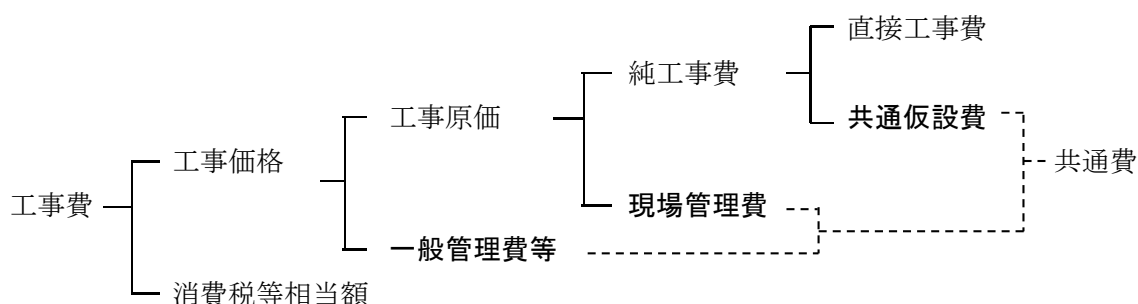 直接工事費
純工事費
共通仮設費
工事原価
工事価格
共通費
工事費
現場管理費
一般管理費等
消費税等相当額